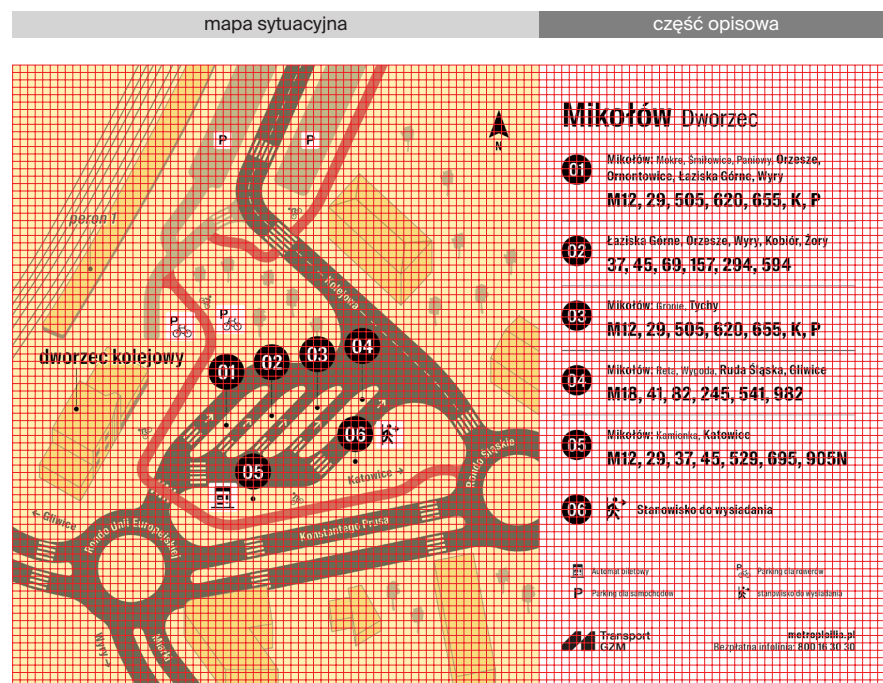 mapa sytuacyjna
część opisowa
P
P
N
peron 1
Kolejowa
P
P
dworzec kolejowy
01
02
03
04
05
06
Katowice →
Rondo Śląskie
← Gliwice
Rondo Unii Europejskiej
Konstantego Prusa
Wyry →
Miarki
Mikołów Dworzec
01
Mikołów: Mokre, Śmiłowice, Paniowy, Orzesze,
Ornontowice, Łaziska Górne, Wyry
M12, 29, 505, 620, 655, K, P
02
Łaziska Górne, Orzesze, Wyry, Kobiór, Żory
37, 45, 69, 157, 294, 594
03
Mikołów: Gronie, Tychy
M12, 29, 505, 620, 655, K, P
04
Mikołów: Reta, Wygoda, Ruda Śląska, Gliwice
M18, 41, 82, 245, 541, 982
05
Mikołów: Kamionka, Katowice
M12, 29, 37, 45, 529, 695, 905N
06
Stanowisko do wysiadania
Automat biletowy
P Parking dla rowerów
P Parking dla samochodów
stanowisko do wysiadania
Transport
GZM
metropolbilla.pl
Bezpłatna infolinia: 800 16 30 30